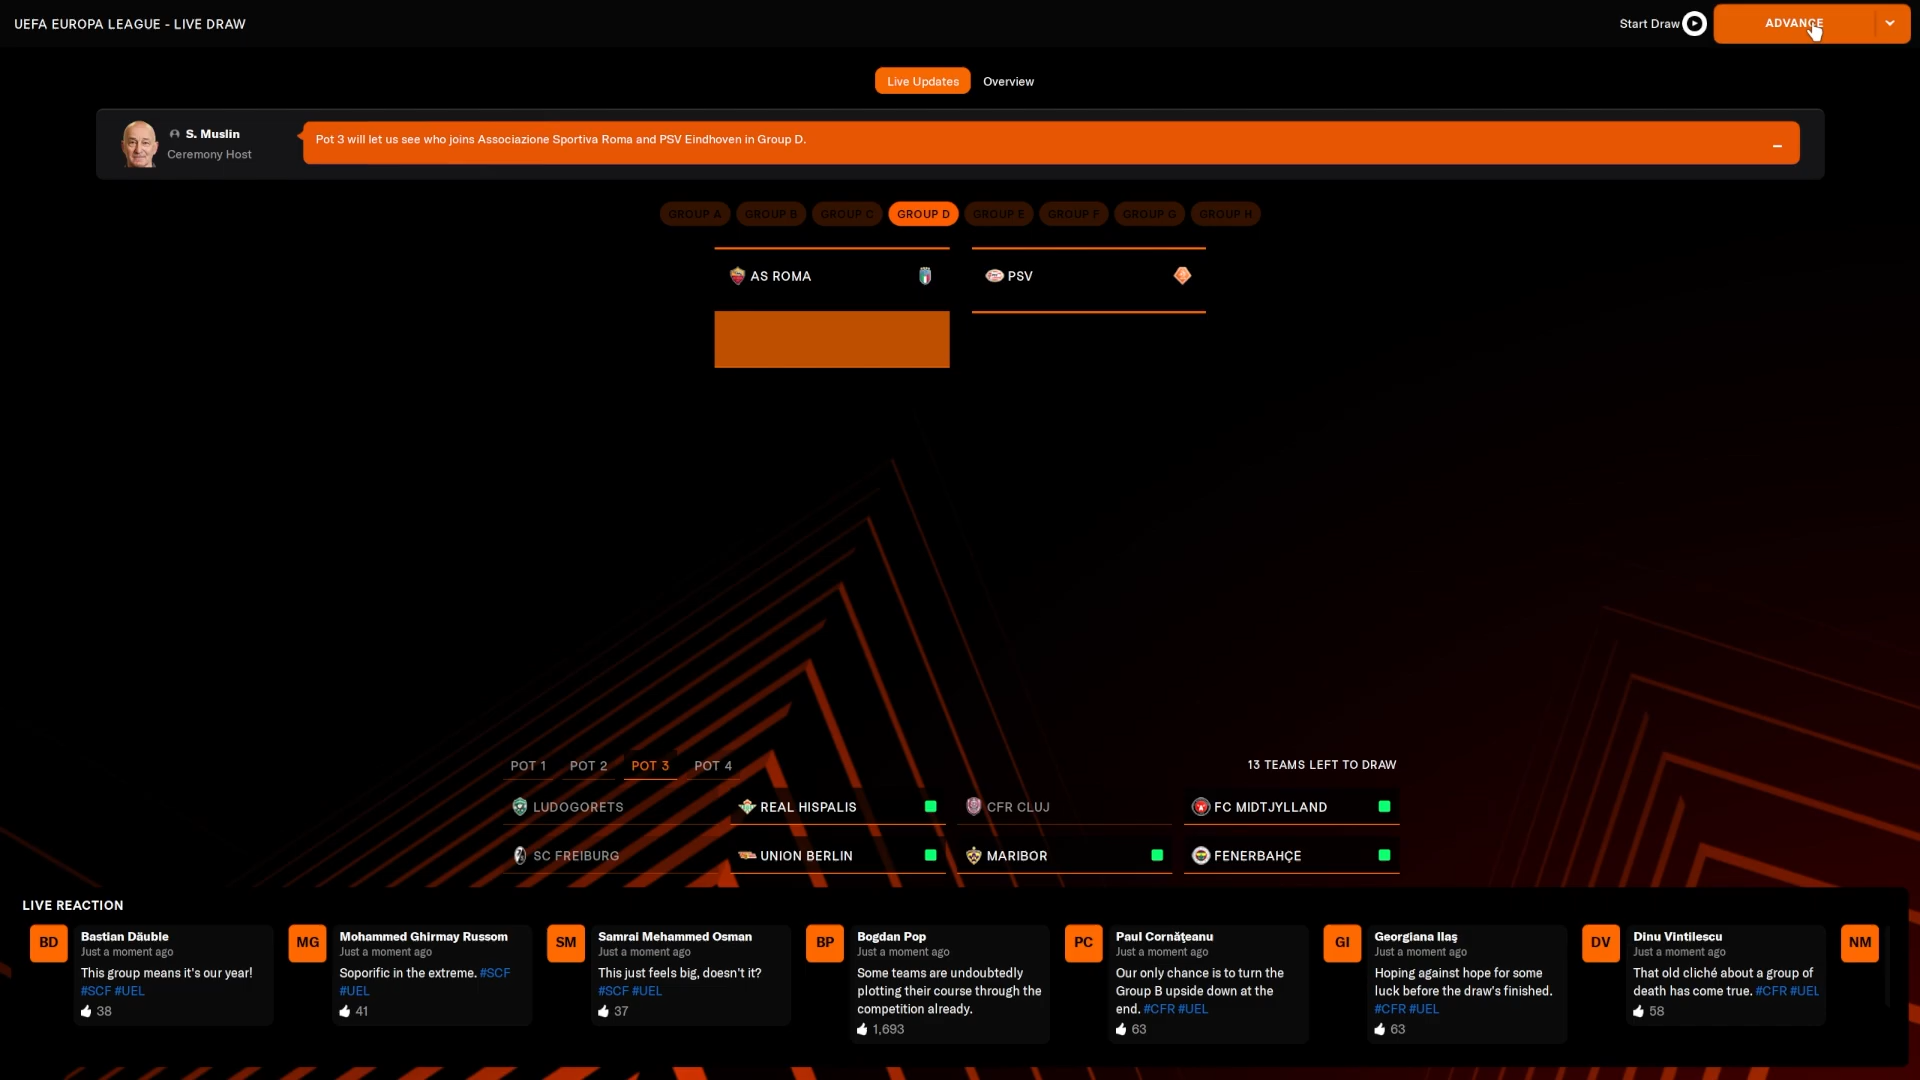 UEFA EUROPA LEAGUE - LIVE DRAW
Start Draw
ADVANCE
Live Updates
Overview
S. Muslin
Ceremony Host
Pot 3 will let us see who joins Associazione Sportiva Roma and PSV Eindhoven in Group D.
GROUP A GROUP B GROUP C GROUP D GROUP E GROUP F GROUP G GROUP H
AS ROMA
PSV
POT 1 POT 2 POT 3 POT 4
13 TEAMS LEFT TO DRAW
LUDOGORETS
REAL HISPALIS
CFR CLUJ
FC MIDTJYLLAND
SC FREIBURG
UNION BERLIN
MARIBOR
FENERBAHÇE
LIVE REACTION
BD
Bastian Däuble
Just a moment ago
This group means it's our year!
#SCF #UEL
38
MG
Mohammed Ghirmay Russom
Just a moment ago
Soporific in the extreme. #SCF
#UEL
41
SM
Samrai Mehammed Osman
Just a moment ago
This just feels big, doesn't it?
#SCF #UEL
37
BP
Bogdan Pop
Just a moment ago
Some teams are undoubtedly
plotting their course through the
competition already.
1,693
PC
Paul Cornăţeanu
Just a moment ago
Our only chance is to turn the
Group B upside down at the
end. #CFR #UEL
63
GI
Georgiana Ilaş
Just a moment ago
Hoping against hope for some
luck before the draw's finished.
#CFR #UEL
63
DV
Dinu Vintilescu
Just a moment ago
That old cliché about a group of
death has come true. #CFR #UEL
58
NM